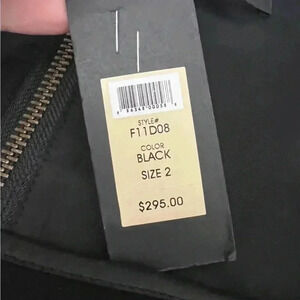 STYLE#
F11D08
COLOR
BLACK
SIZE 2
$295.00